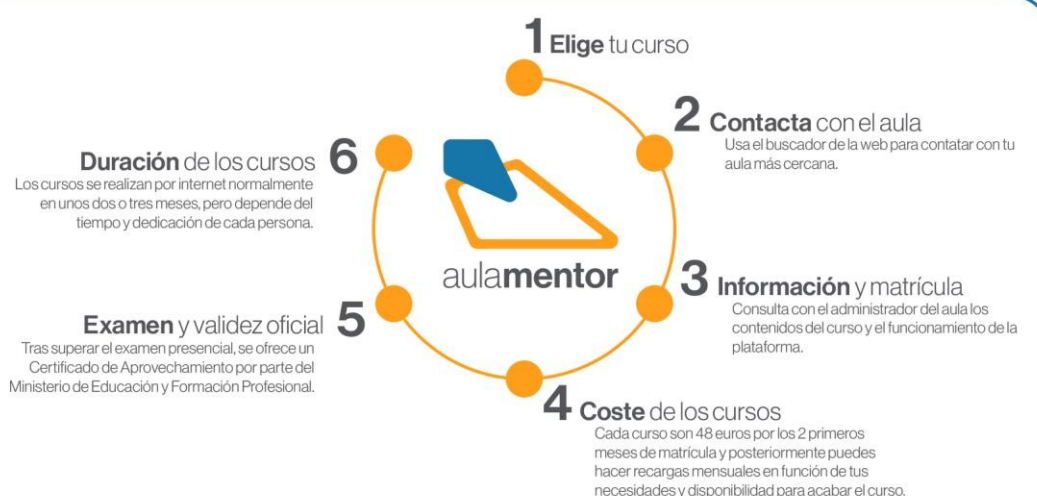 1 Elige tu curso
2 Contacta con el aula
Usa el buscador de la web para contatar con tu
aula más cercana.
3 Información y matrícula
Consulta con el administrador del aula los
contenidos del curso y el funcionamiento de la
plataforma.
4 Coste de los cursos
Cada curso son 48 euros por los 2 primeros
meses de matrícula y posteriormente puedes
hacer recargas mensuales en función de tus
necesidades y disponibilidad para acabar el curso.
Examen y validez oficial 5
Tras superar el examen presencial, se ofrece un
Certificado de Aprovechamiento por parte del
Ministerio de Educación y Formación Profesional.
Duración de los cursos 6
Los cursos se realizan por internet normalmente
en unos dos o tres meses, pero depende del
tiempo y dedicación de cada persona.
aulamentor